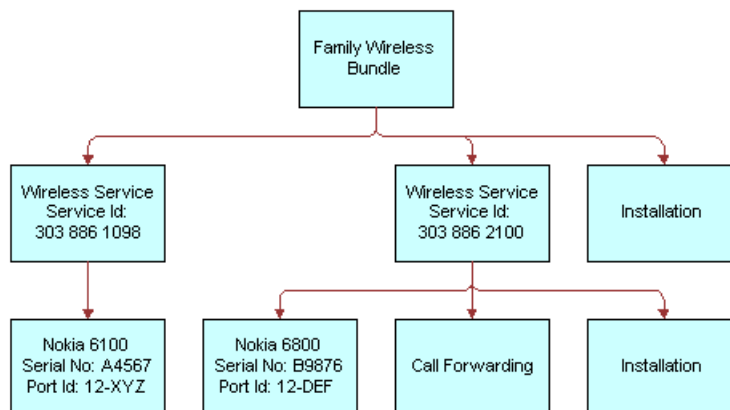 Family Wireless
Bundle
Wireless Service
Service Id:
303 886 1098
Wireless Service
Service Id:
303 886 2100
Installation
Nokia 6100
Serial No: A4567
Port Id: 12-XYZ
Nokia 6800
Serial No: B9876
Port Id: 12-DEF
Call Forwarding
Installation